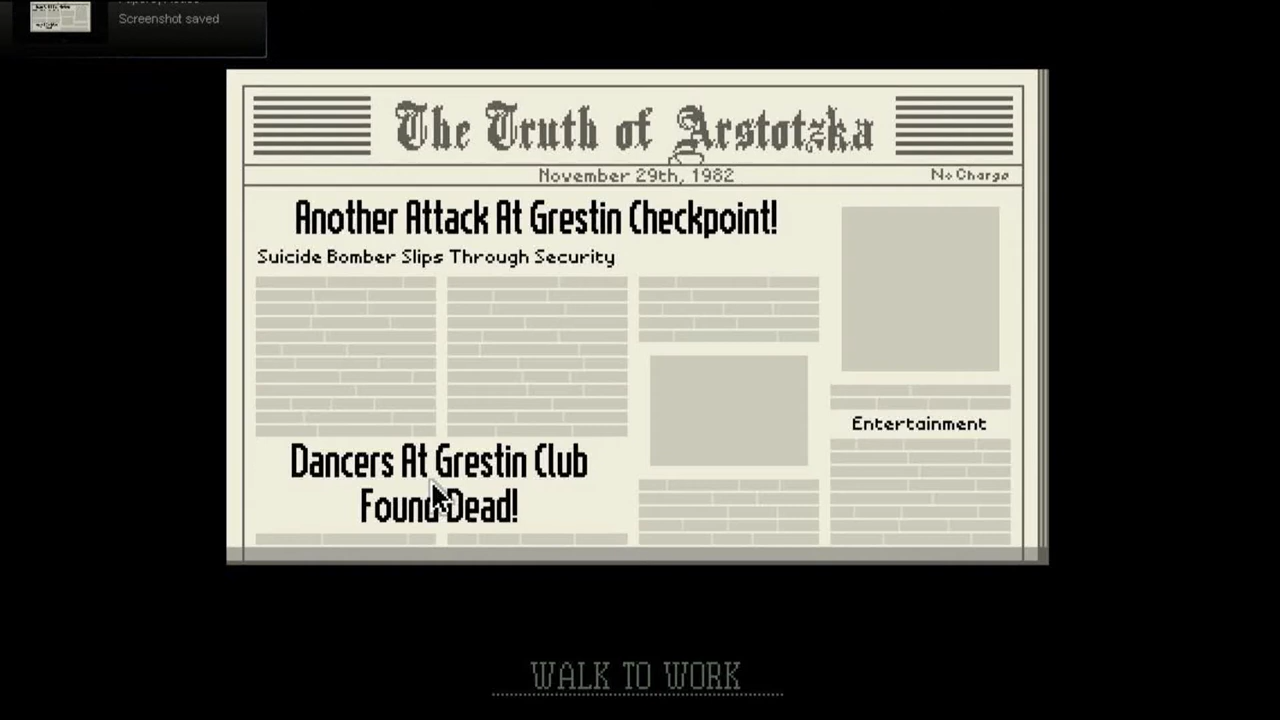 Screenshot saved
The Truth of Arstotzka
November 29th, 1982
No Charge
Another Attack At Grestin Checkpoint!
Suicide Bomber Slips Through Security
Entertainment
Dancers At Grestin Club
Found Dead!
WALK TO WORK